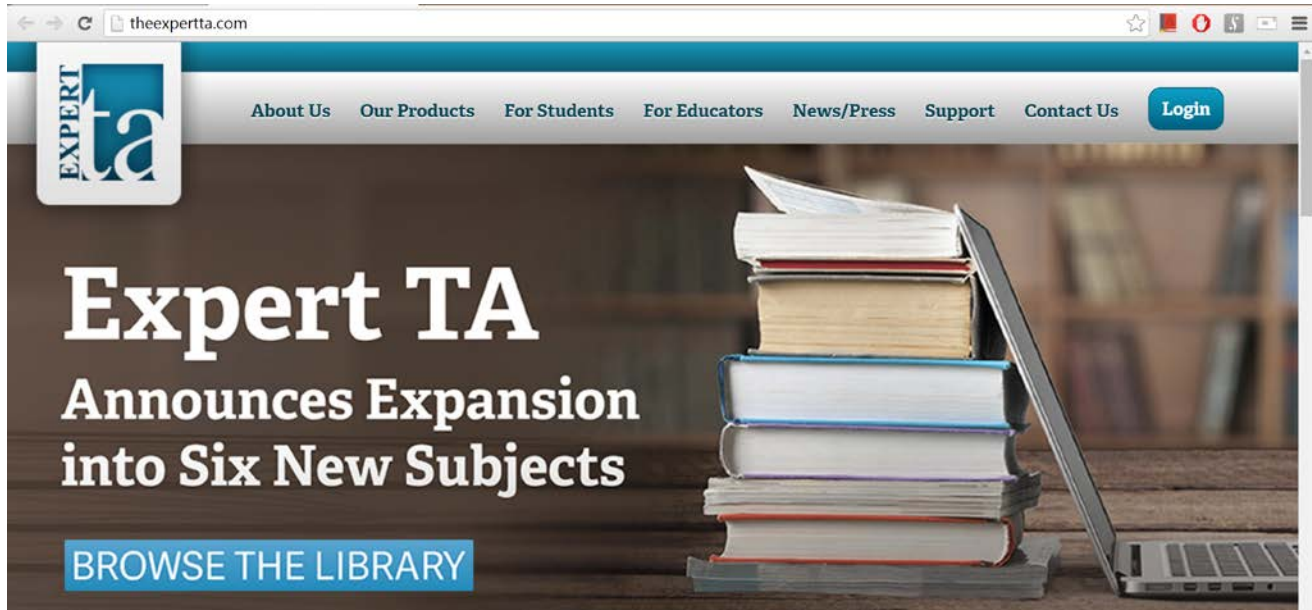 theexpertta.com
EXPERT
ta
About Us Our Products For Students For Educators News/Press Support Contact Us Login
Expert TA
Announces Expansion
into Six New Subjects
BROWSE THE LIBRARY